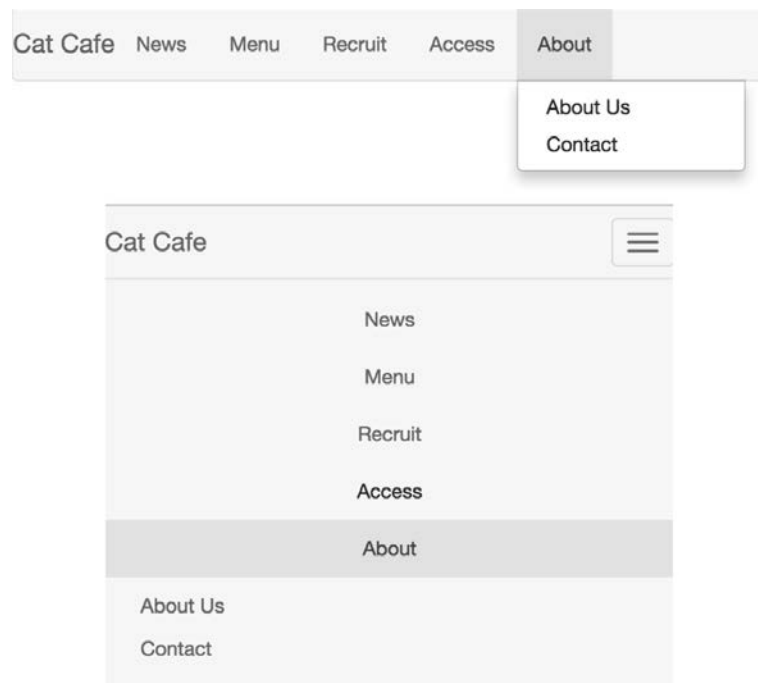 Cat Cafe News Menu Recruit Access About
About Us
Contact
Cat Cafe
News
Menu
Recruit
Access
About
About Us
Contact